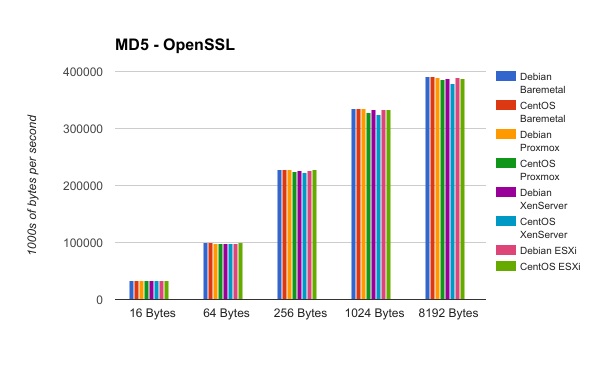 MD5 - OpenSSL
1000s of bytes per second
400000
300000
200000
100000
0
16 Bytes
64 Bytes
256 Bytes
1024 Bytes
8192 Bytes
Debian
Baremetal
CentOS
Baremetal
Debian
Proxmox
CentOS
Proxmox
Debian
XenServer
CentOS
XenServer
Debian ESXi
CentOS ESXi